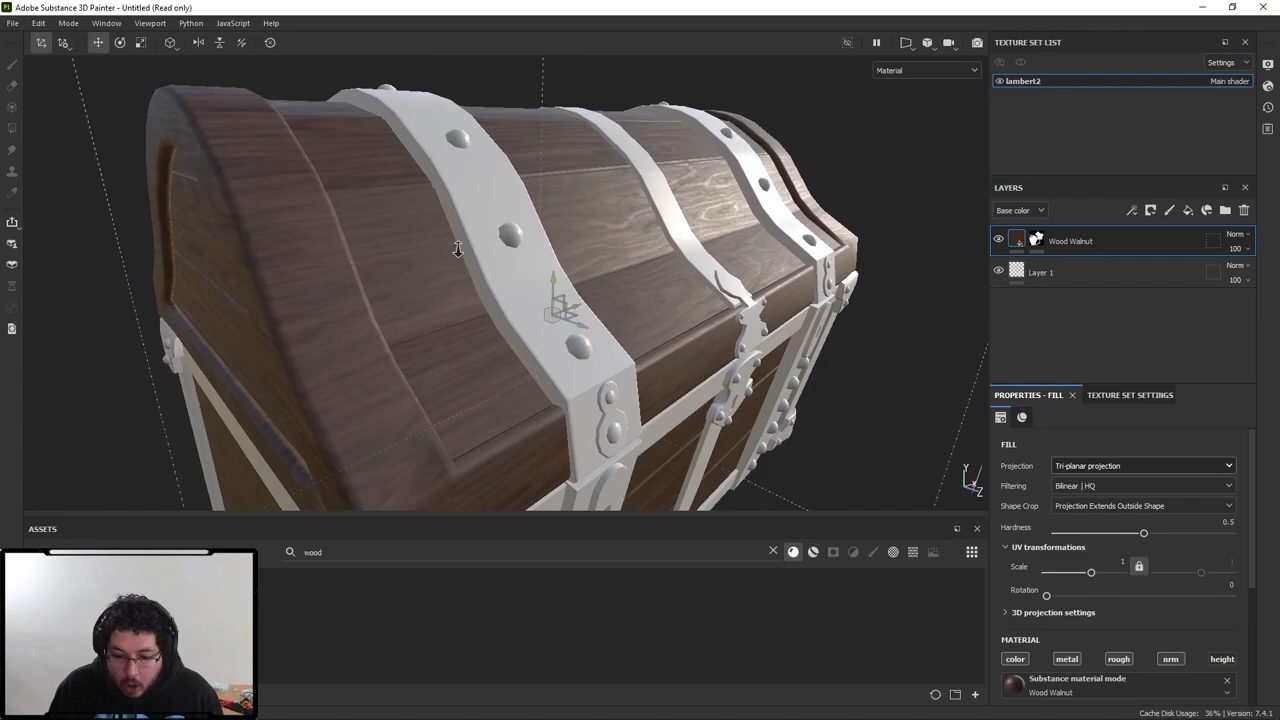 Adobe Substance 3D Painter - Untitled (Read only)
File Edit Mode Window Viewport Python JavaScript Help
Material
TEXTURE SET LIST
Settings
lambert2 Main shader
LAYERS
Base color
Wood Walnut Norm 100
Layer 1 Norm 100
PROPERTIES - FILL TEXTURE SET SETTINGS
FILL
Projection Tri-planar projection
Filtering Bilinear | HQ
Shape Crop Projection Extends Outside Shape
Hardness 0.5
UV transformations
Scale 1 1
Rotation 0
3D projection settings
MATERIAL
color metal rough nrm height
Substance material mode
Wood Walnut
Y
X
Z
ASSETS
wood
Cache Disk Usage: 36% | Version: 7.4.1